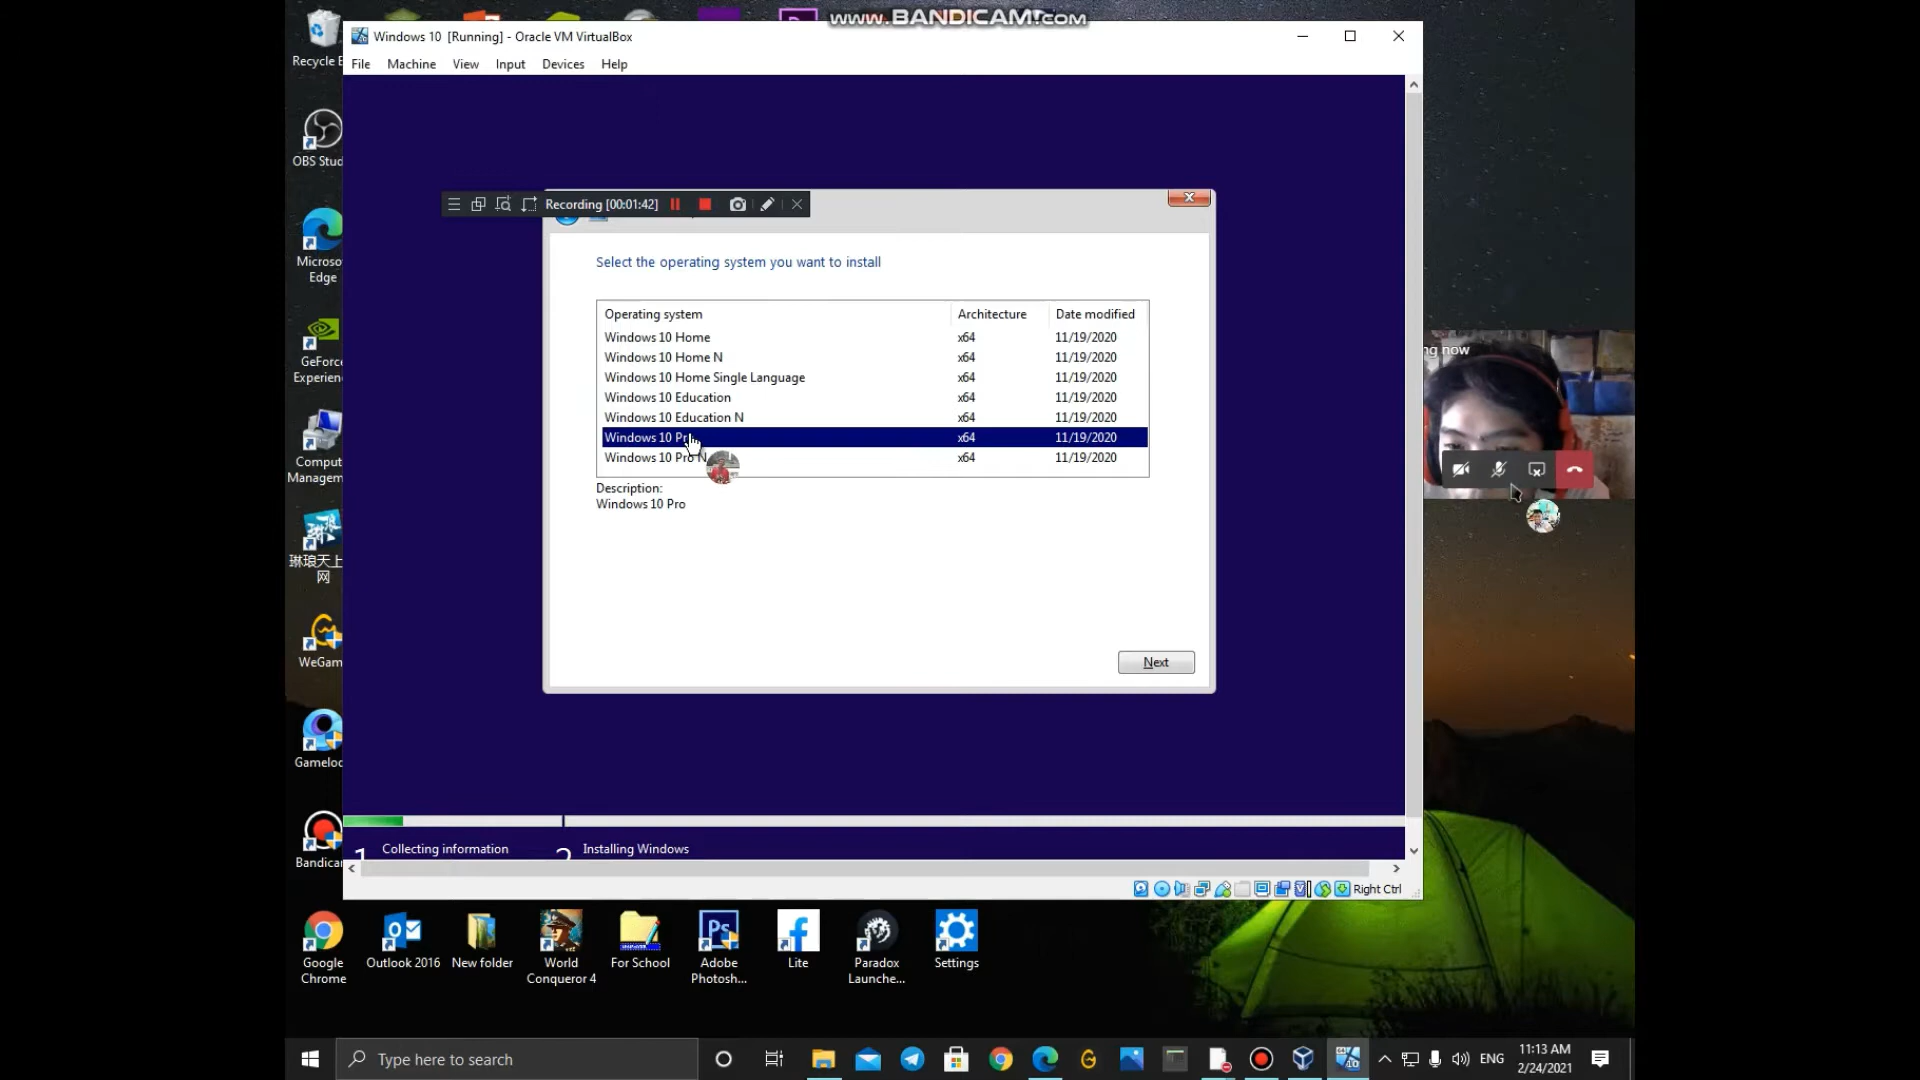 WWW.BANDICAM.COM
Windows 10 [Running] - Oracle VM VirtualBox
File Machine View Input Devices Help
Recycle
OBS
Microso
Edge
GeForce
Experien
Comput
Managem
琳琅天上
网
WeGam
Gameloo
Bandica
Recording [00:01:42]
Select the operating system you want to install
Operating system Architecture Date modified
Windows 10 Home x64 11/19/2020
Windows 10 Home N x64 11/19/2020
Windows 10 Home Single Language x64 11/19/2020
Windows 10 Education x64 11/19/2020
Windows 10 Education N x64 11/19/2020
Windows 10 Pro x64 11/19/2020
Windows 10 Pro N x64 11/19/2020
Description:
Windows 10 Pro
Next
ng now
1 Collecting information 2 Installing Windows
Right Ctrl
Google
Chrome
Outlook 2016
New folder
World
Conqueror 4
For School
Ps
Adobe
Photosh...
Lite
Paradox
Launche...
Settings
Type here to search
ENG
11:13 AM
2/24/2021